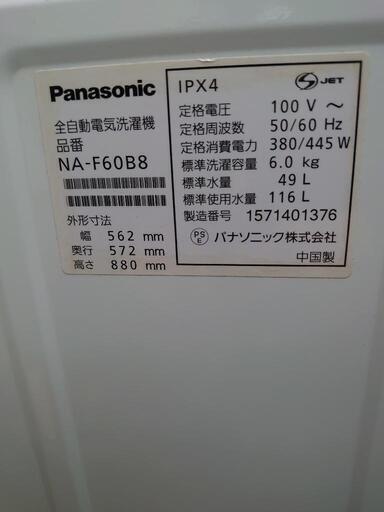 Panasonic
全自動電気洗濯機
品番
NA-F60B8
外形寸法
幅 562 mm
奥行 572 mm
高さ 880 mm
IPX4
S JET
定格電圧 100 V ～
定格周波数 50/60 Hz
定格消費電力 380/445 W
標準洗濯容量 6.0 kg
標準水量 49 L
標準使用水量 116 L
製造番号 1571401376
PS E パナソニック株式会社
中国製